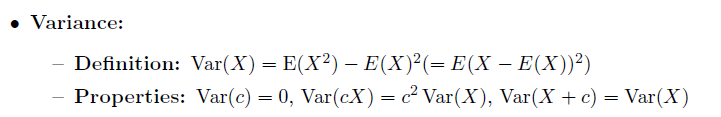 • Variance:
– Definition: Var(X) = E(X²) – E(X)²(= E(X – E(X))²)
– Properties: Var(c) = 0, Var(cX) = c² Var(X), Var(X + c) = Var(X)